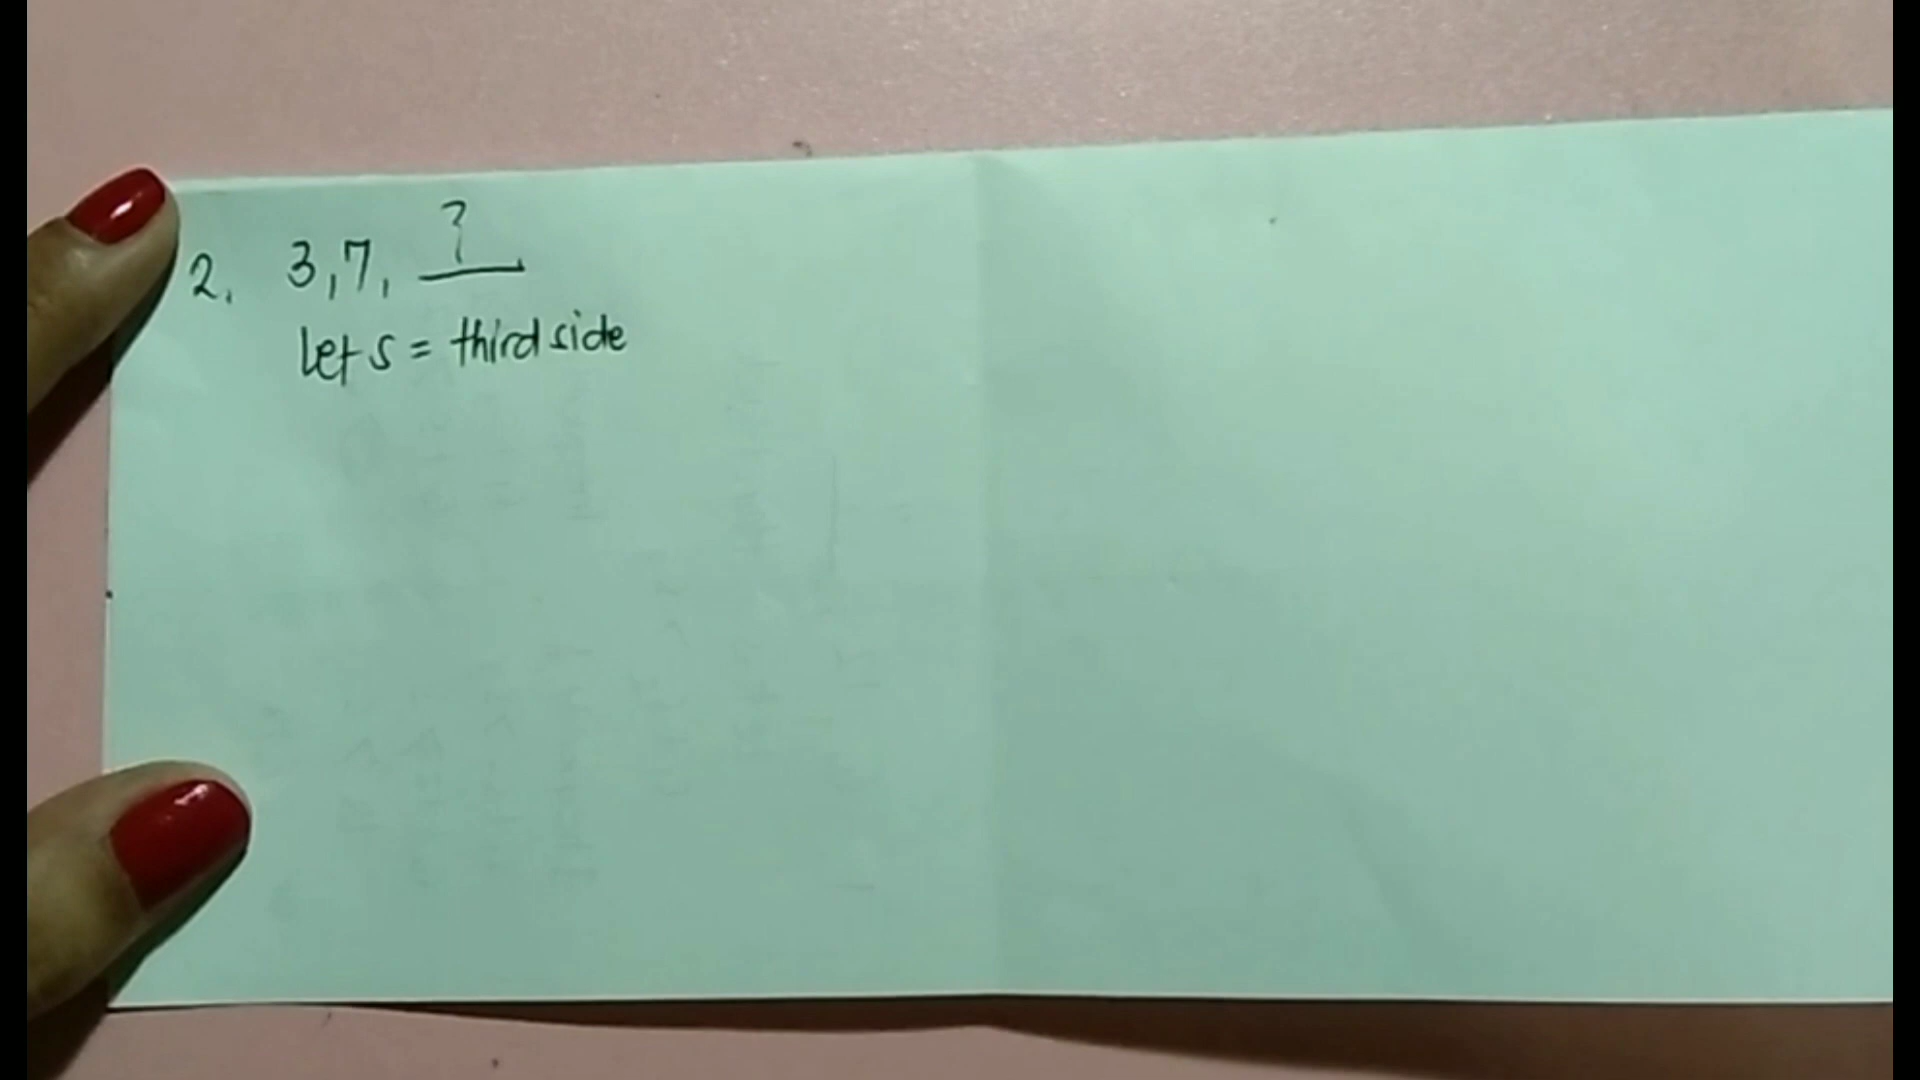 2. 3,7, ?
let s = third side